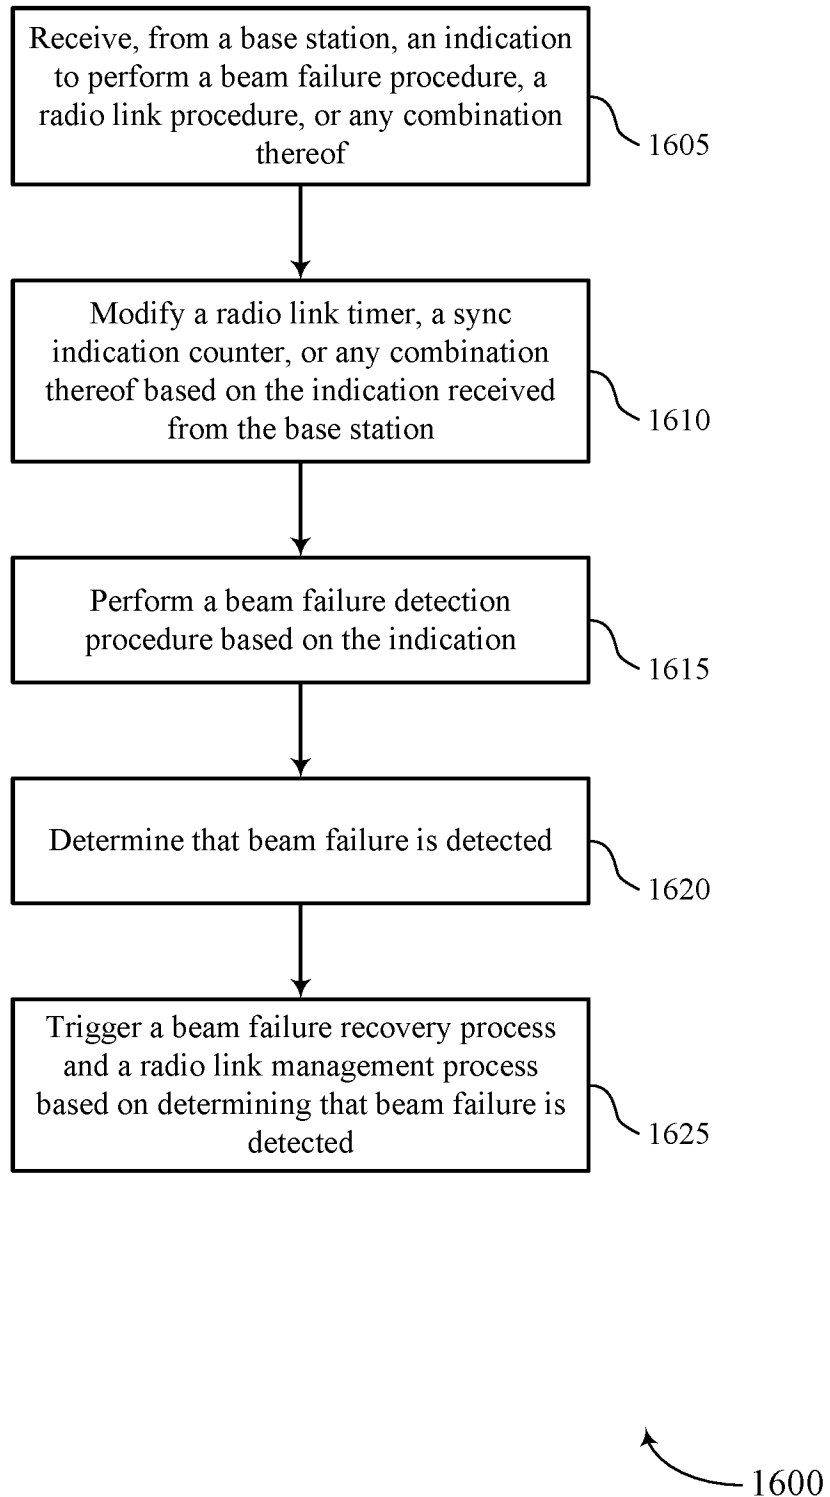 Receive, from a base station, an indication
to perform a beam failure procedure, a
radio link procedure, or any combination
thereof
1605
Modify a radio link timer, a sync
indication counter, or any combination
thereof based on the indication received
from the base station
1610
Perform a beam failure detection
procedure based on the indication
1615
Determine that beam failure is detected
1620
Trigger a beam failure recovery process
and a radio link management process
based on determining that beam failure is
detected
1625
1600